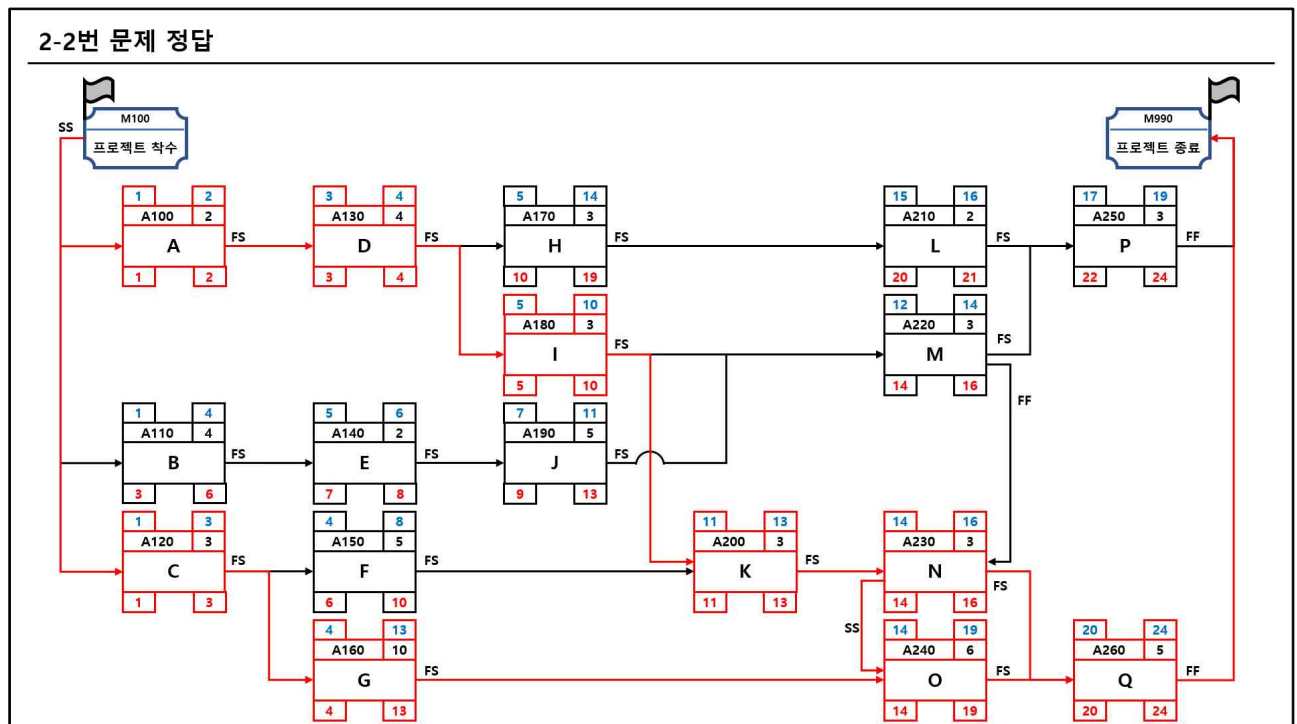 2-2번 문제 정답
M100
M990
SS
프로젝트 착수
프로젝트 종료
1 2
3 4
5 14
15 16
17 19
A100 2
A130 4
A170 3
A210 2
A250 3
A FS
D FS
H FS
L FS
P FF
1 2
3 4
10 19
20 21
22 24
5 10
12 14
A180 3
A220 3
I FS
M FS
5 10
14 16
FF
1 4
5 6
7 11
A110 4
A140 2
A190 5
B FS
E FS
J FS
3 6
7 8
9 13
1 3
4 8
11 13
14 16
A120 3
A150 5
A200 3
A230 3
C FS
F FS
K FS
N FS
1 3
6 10
11 13
14 16
SS
4 13
14 19
20 24
A160 10
A240 6
A260 5
G FS
O FS
Q FF
4 13
14 19
20 24